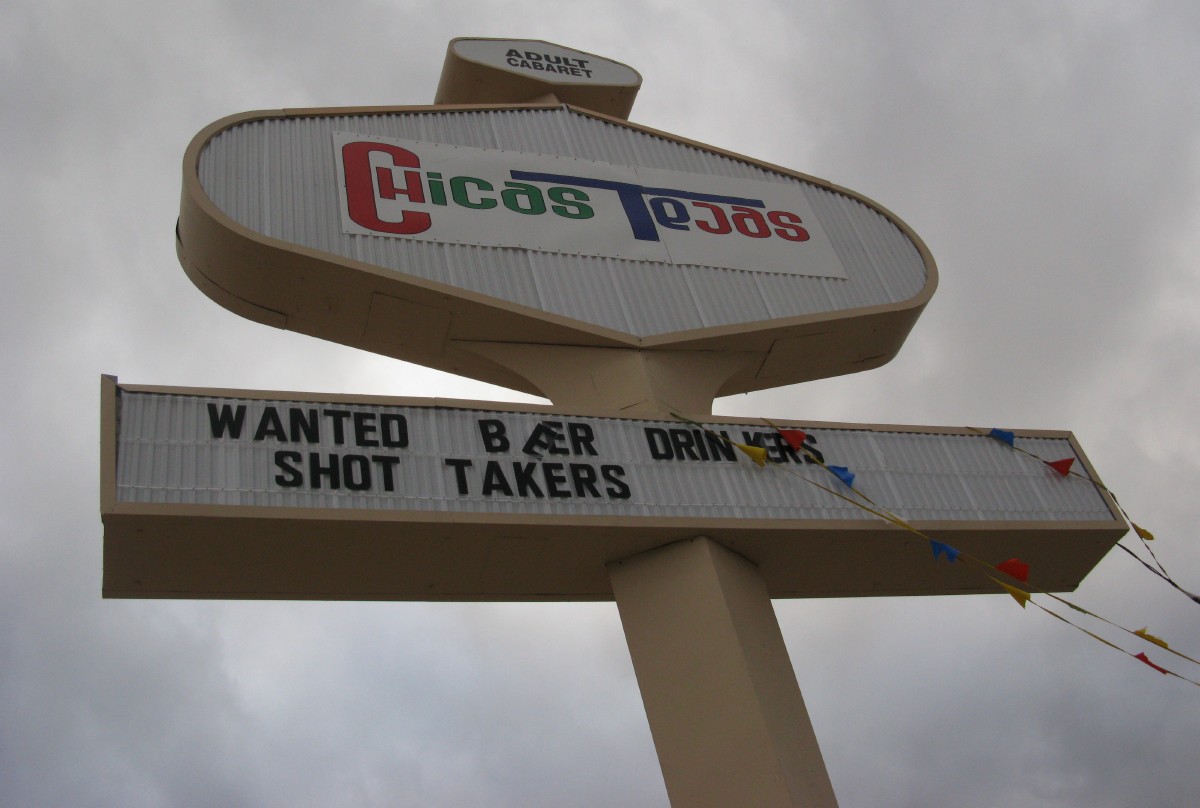 ADULT
CABARET
CHicas Tejas
WANTED BEER DRINKERS
SHOT TAKERS